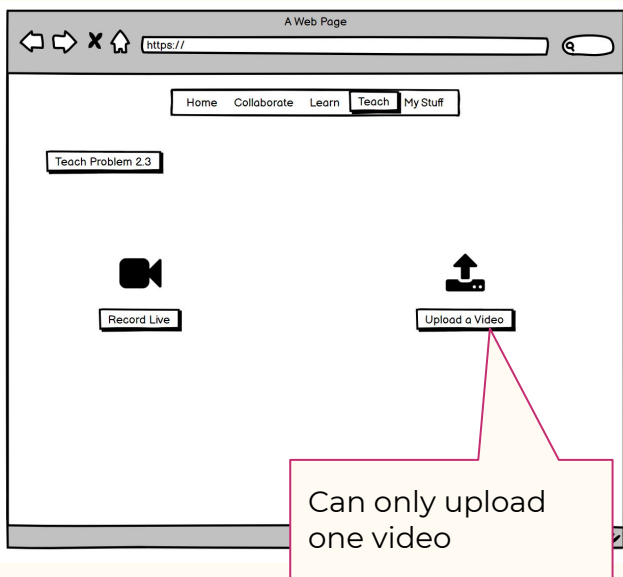 A Web Page
https://
Home Collaborate Learn Teach My Stuff
Teach Problem 2.3
Record Live
Upload a Video
Can only upload
one video